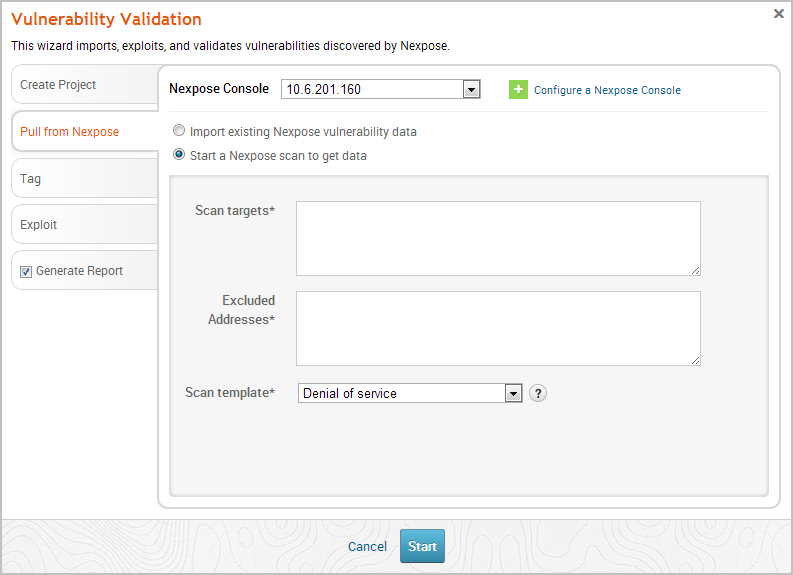 Vulnerability Validation
This wizard imports, exploits, and validates vulnerabilities discovered by Nexpose.
Create Project
Pull from Nexpose
Tag
Exploit
Generate Report
Nexpose Console 10.6.201.160 Configure a Nexpose Console
Import existing Nexpose vulnerability data
Start a Nexpose scan to get data
Scan targets*
Excluded
Addresses*
Scan template* Denial of service ?
Cancel Start